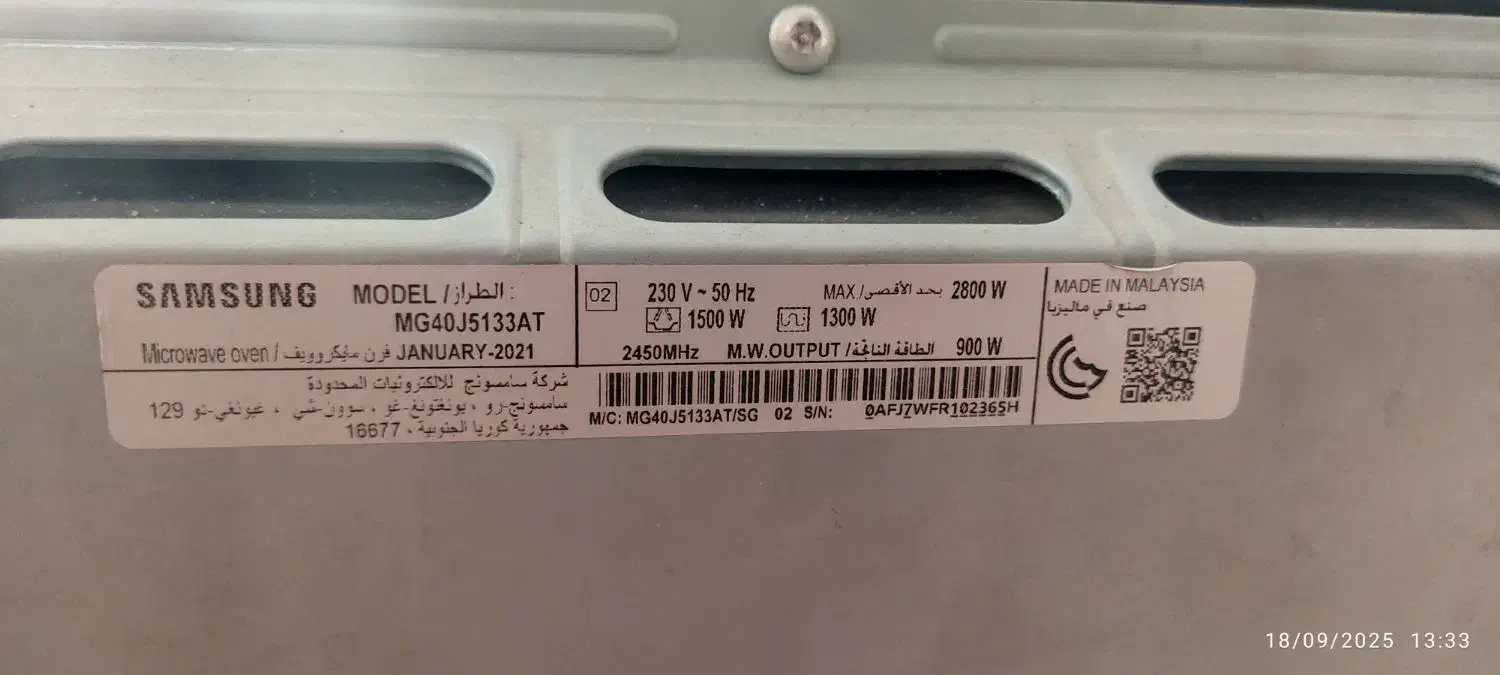 SAMSUNG MODEL / الطراز :
MG40J5133AT
Microwave oven / فرن مايكروويف JANUARY-2021
شركة سامسونج للالكترونيات المحدودة
129 سامسونج-رو ، يونغتونغ-غو ، سوون-شي ، غيونغي-دو
16677 ، جمهورية كوريا الجنوبية
02 230 V ~ 50 Hz MAX./بحد الأقصى 2800 W
1500 W 1300 W
2450MHz M.W.OUTPUT / الطاقة الناتجة 900 W
M/C: MG40J5133AT/SG 02 S/N: 0AFJ7WFR102365H
MADE IN MALAYSIA
صنع في ماليزيا
18/09/2025 13:33